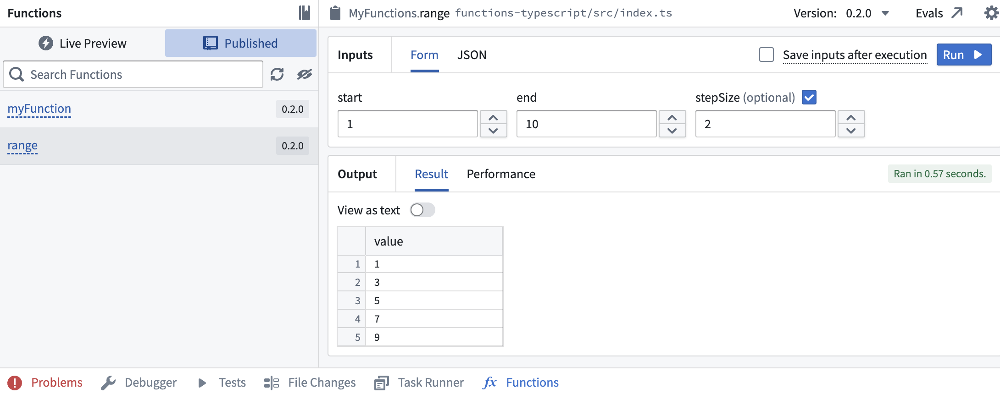 Functions
Live Preview
Published
Search Functions
myFunction 0.2.0
range 0.2.0
MyFunctions.range functions-typescript/src/index.ts
Version: 0.2.0
Evals
Inputs
Form
JSON
Save inputs after execution
Run
start
end
stepSize (optional)
1
10
2
Output
Result
Performance
Ran in 0.57 seconds.
View as text
value
1 1
2 3
3 5
4 7
5 9
Problems
Debugger
Tests
File Changes
Task Runner
fx Functions